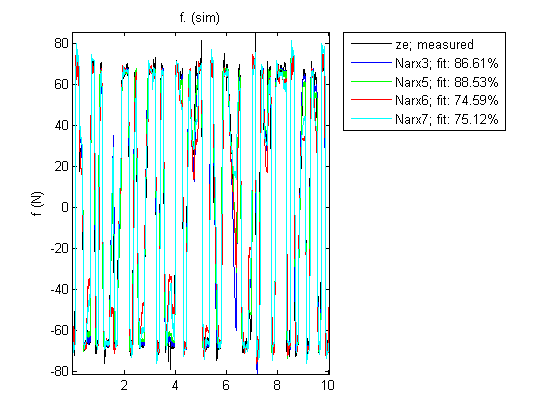 f. (sim)
80
60
40
20
0
-20
-40
-60
-80
f (N)
2
4
6
8
10
ze; measured
Narx3; fit: 86.61%
Narx5; fit: 88.53%
Narx6; fit: 74.59%
Narx7; fit: 75.12%